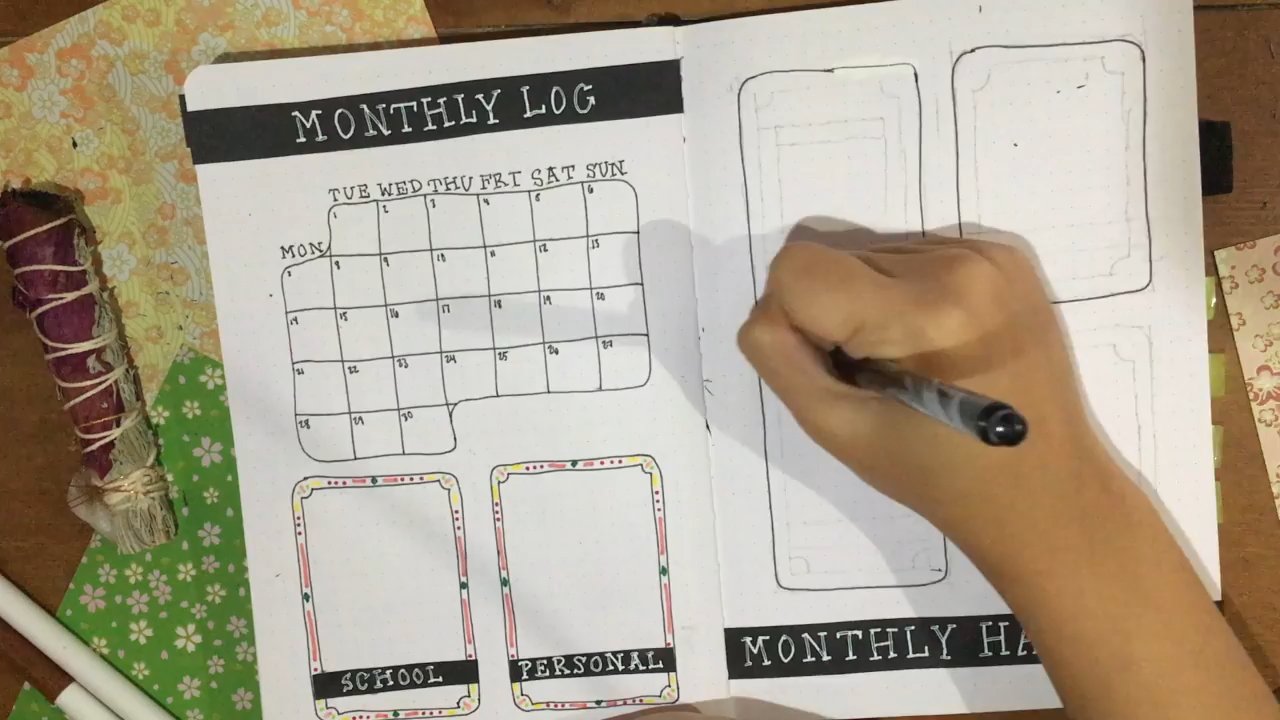 MONTHLY LOG
TUE WED THU FRI SAT SUN
1 2 3 4 5 6
MON
8 9 10 11 12 13
14 15 16 17 18 19 20
21 22 23 24 25 26 27
28 29 30
SCHOOL PERSONAL
MONTHLY HA